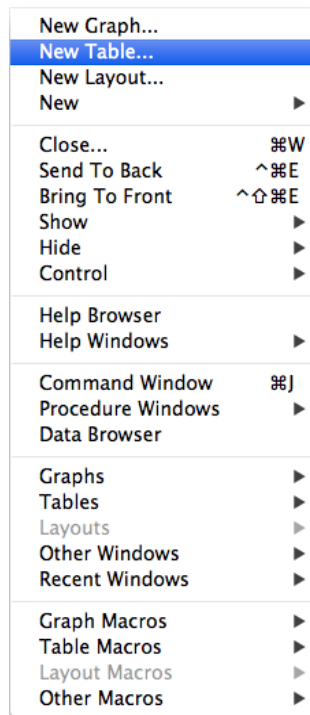 New Graph...
New Table...
New Layout...
New
Close... ⌘W
Send To Back ^⌘E
Bring To Front ^⇧⌘E
Show
Hide
Control
Help Browser
Help Windows
Command Window ⌘J
Procedure Windows
Data Browser
Graphs
Tables
Layouts
Other Windows
Recent Windows
Graph Macros
Table Macros
Layout Macros
Other Macros